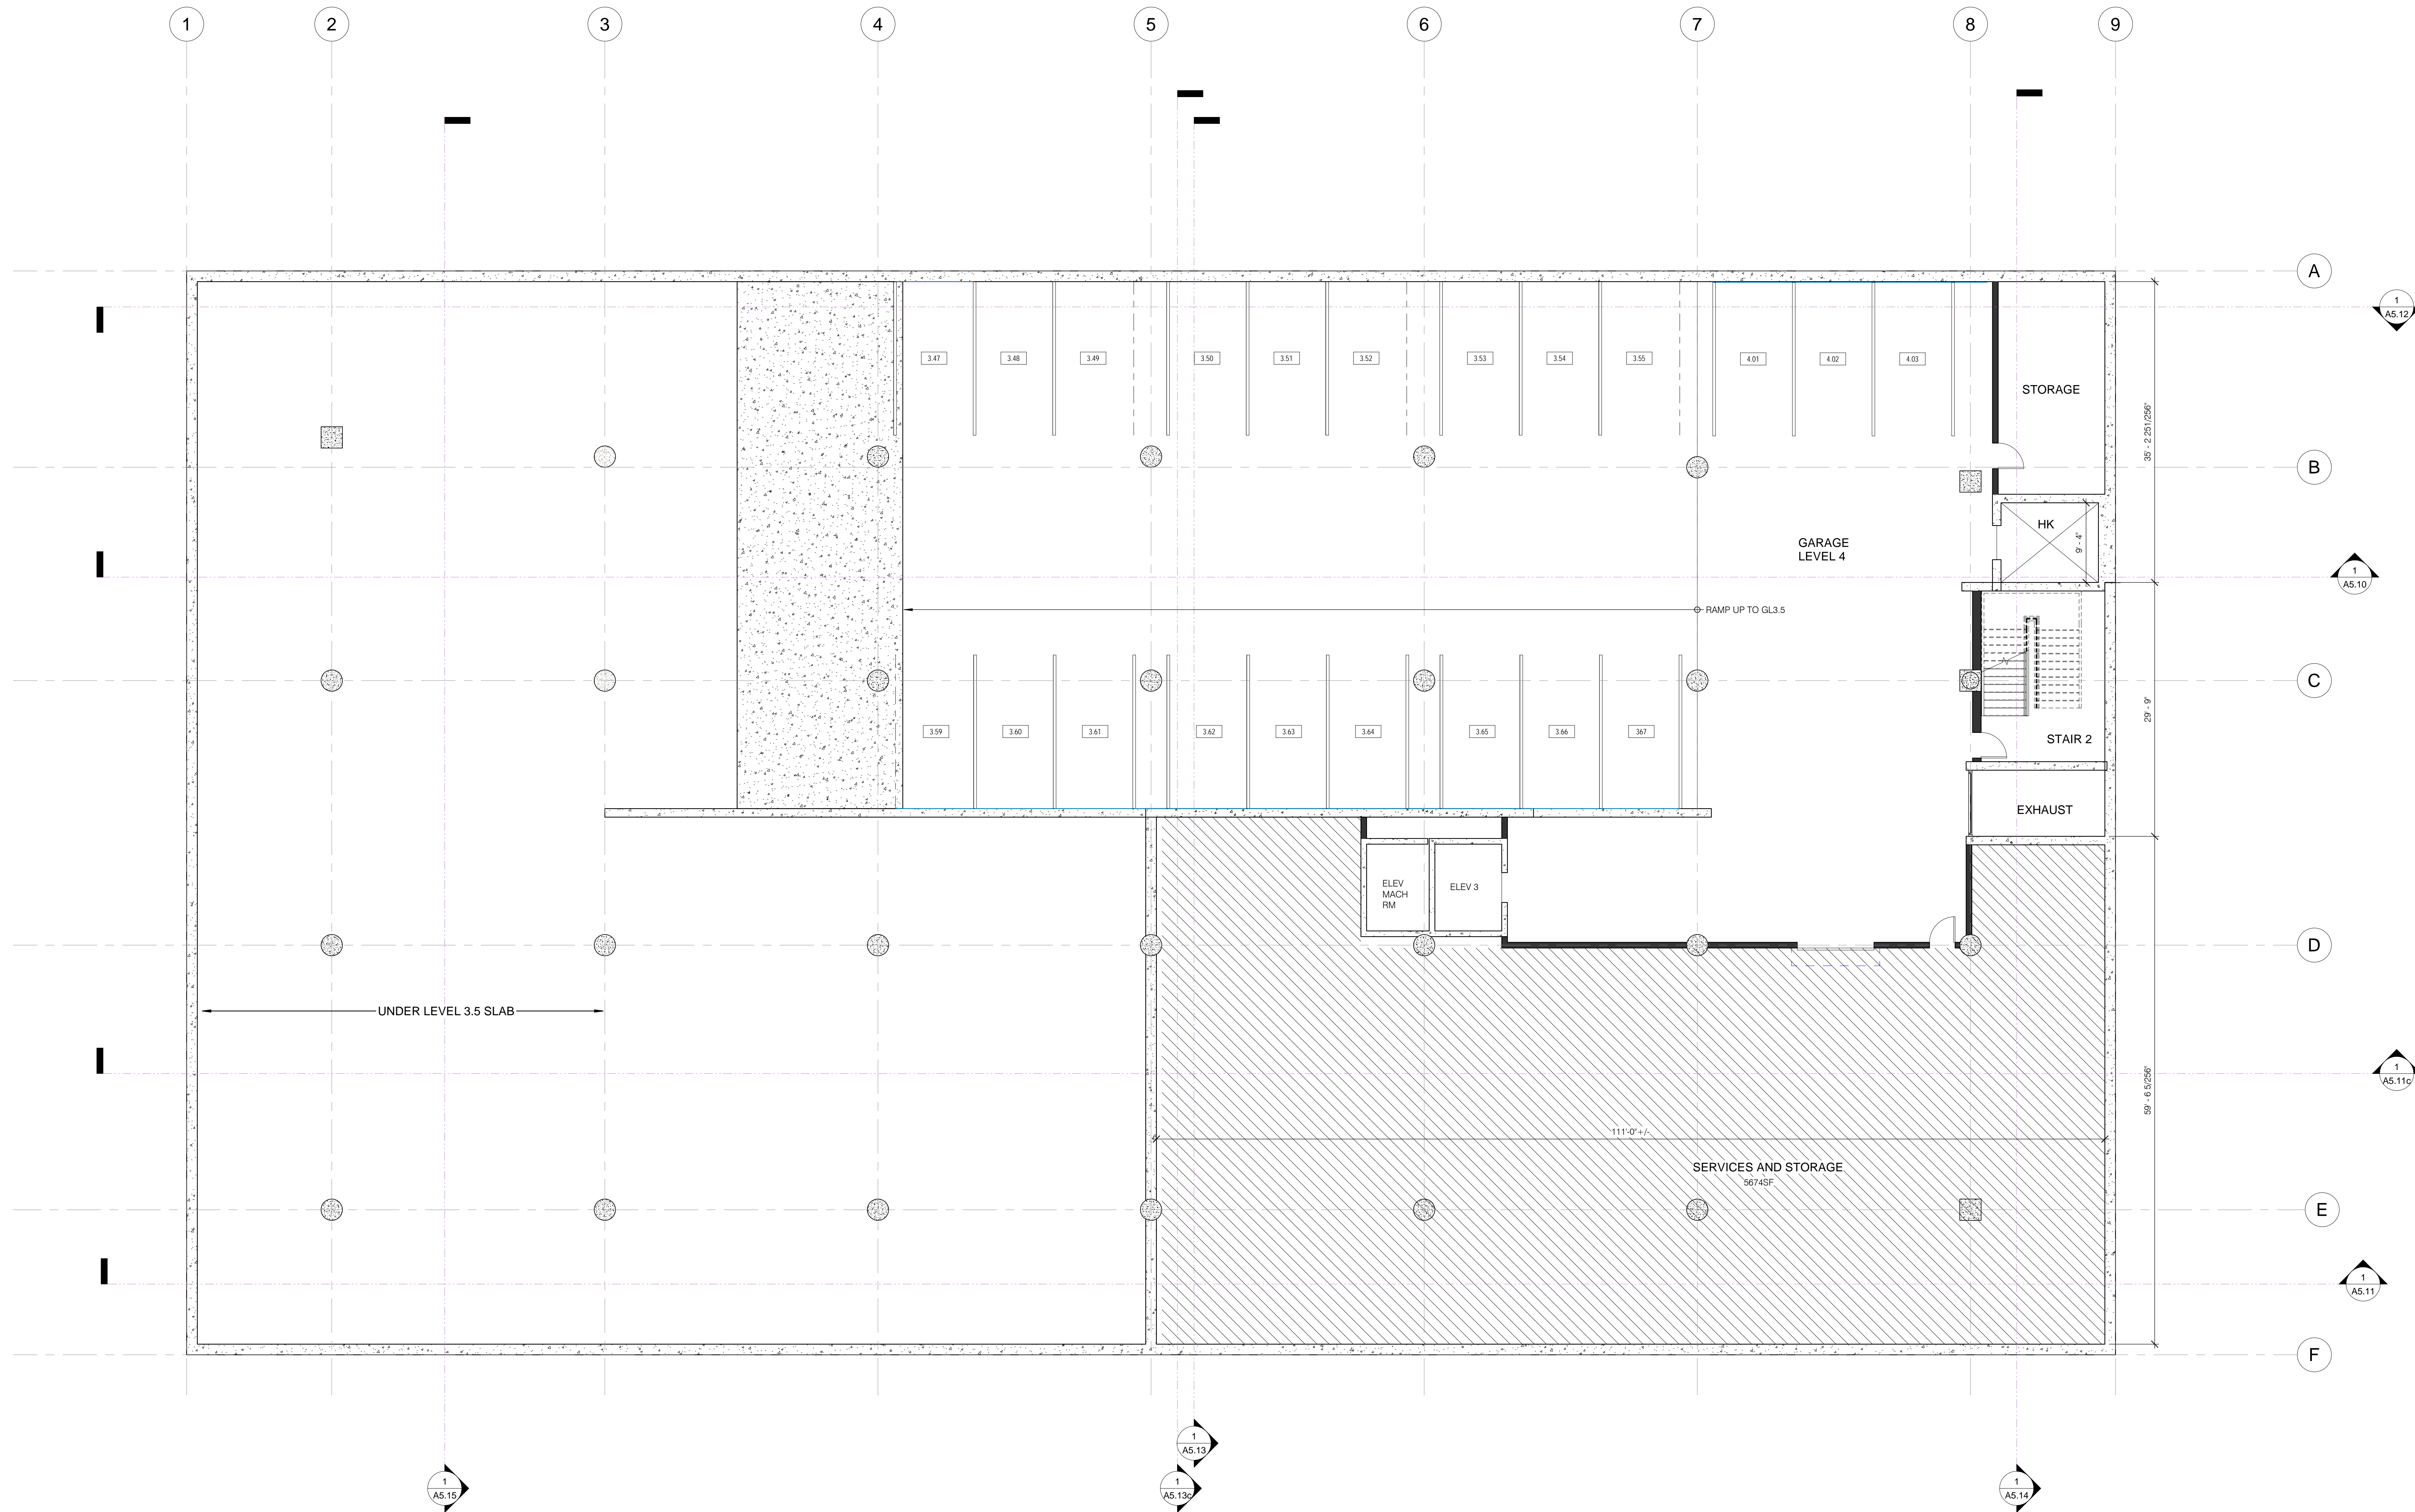 1 2 3 4 5 6 7 8 9
A
1
A5.12
3.47 3.48 3.49 3.50 3.51 3.52 3.53 3.54 3.55 4.01 4.02 4.03
STORAGE
35' - 2 251/256"
B
HK
9' - 4"
GARAGE
LEVEL 4
1
A5.10
RAMP UP TO GL3.5
C
29' - 9"
3.59 3.60 3.61 3.62 3.63 3.64 3.65 3.66 367
STAIR 2
EXHAUST
ELEV
MACH
RM
ELEV 3
D
UNDER LEVEL 3.5 SLAB
1
A5.11c
59' - 6 5/256"
111'-0"+/-
SERVICES AND STORAGE
5674SF
E
1
A5.11
F
1
A5.13
1
A5.15
1
A5.13c
1
A5.14